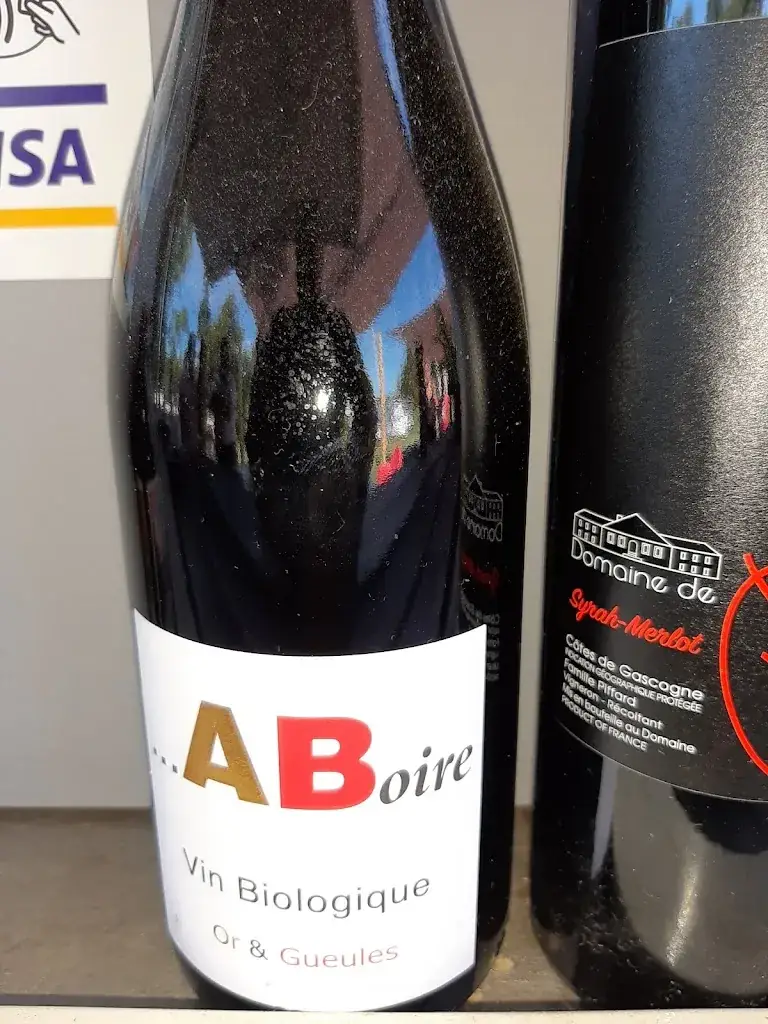 ISA
...ABoire
Vin Biologique
Or & Gueules
Domaine de
Syrah-Merlot
Côtes de Gascogne
INDICATION GÉOGRAPHIQUE PROTÉGÉE
Famille Piffard
Vigneron - Récoltant
Mis en Bouteille au Domaine
PRODUCT OF FRANCE